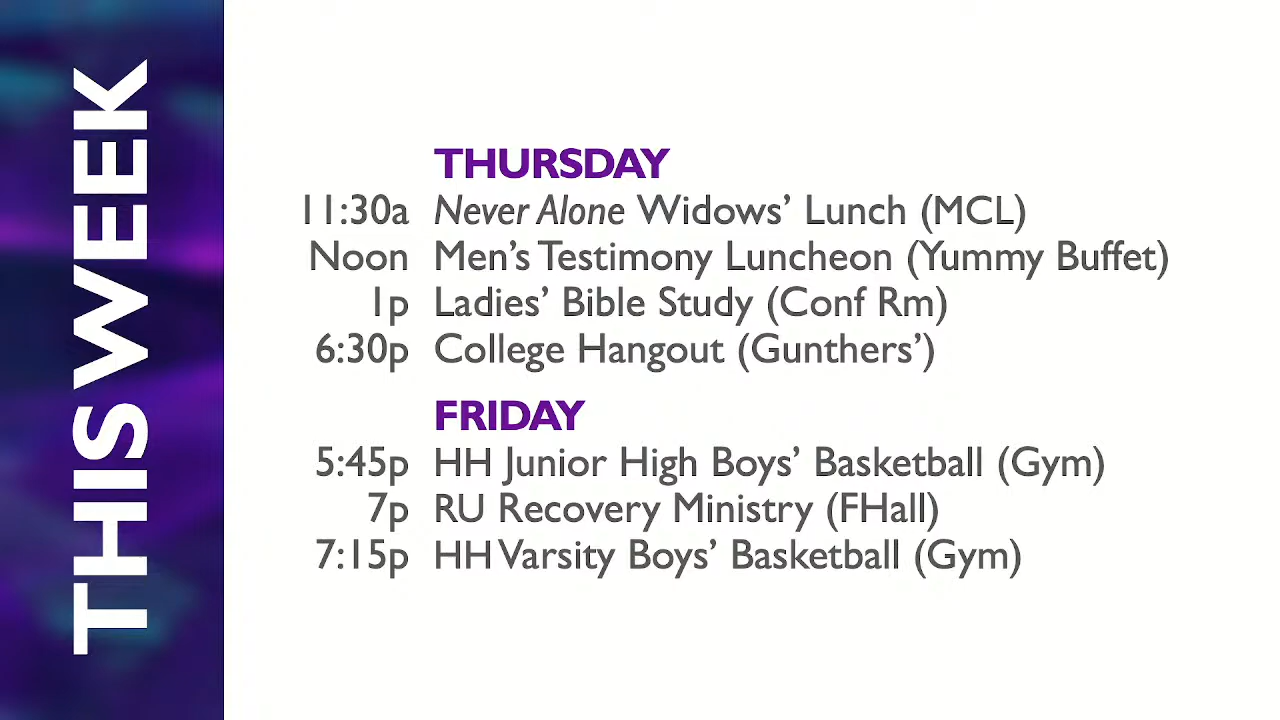 THIS WEEK
THURSDAY
11:30a Never Alone Widows’ Lunch (MCL)
Noon Men’s Testimony Luncheon (Yummy Buffet)
1p Ladies’ Bible Study (Conf Rm)
6:30p College Hangout (Gunthers’)
FRIDAY
5:45p HH Junior High Boys’ Basketball (Gym)
7p RU Recovery Ministry (FHall)
7:15p HH Varsity Boys’ Basketball (Gym)